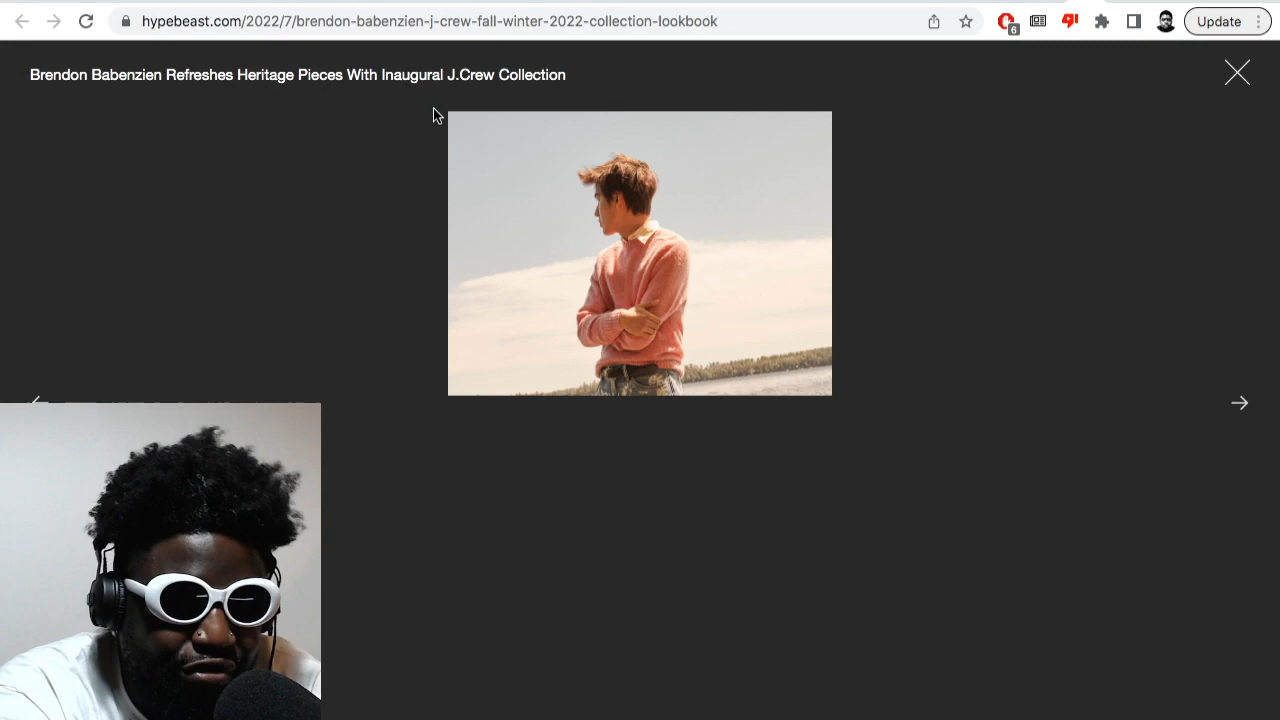 hypebeast.com/2022/7/brendon-babenzien-j-crew-fall-winter-2022-collection-lookbook
6
Update
Brendon Babenzien Refreshes Heritage Pieces With Inaugural J.Crew Collection